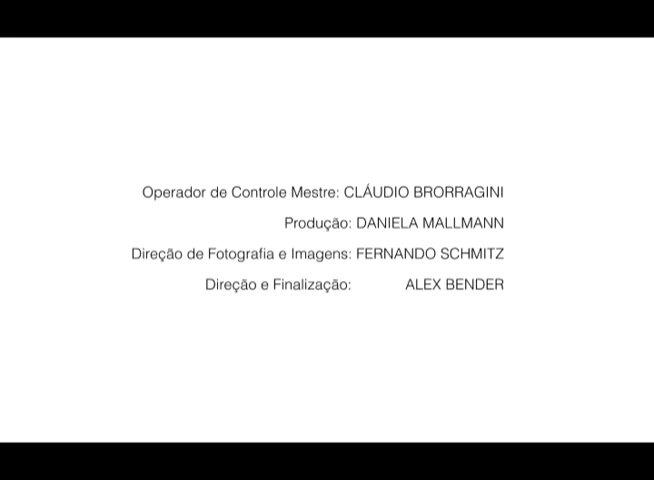 Operador de Controle Mestre: CLÁUDIO BRORRAGINI
Produção: DANIELA MALLMANN
Direção de Fotografia e Imagens: FERNANDO SCHMITZ
Direção e Finalização: ALEX BENDER